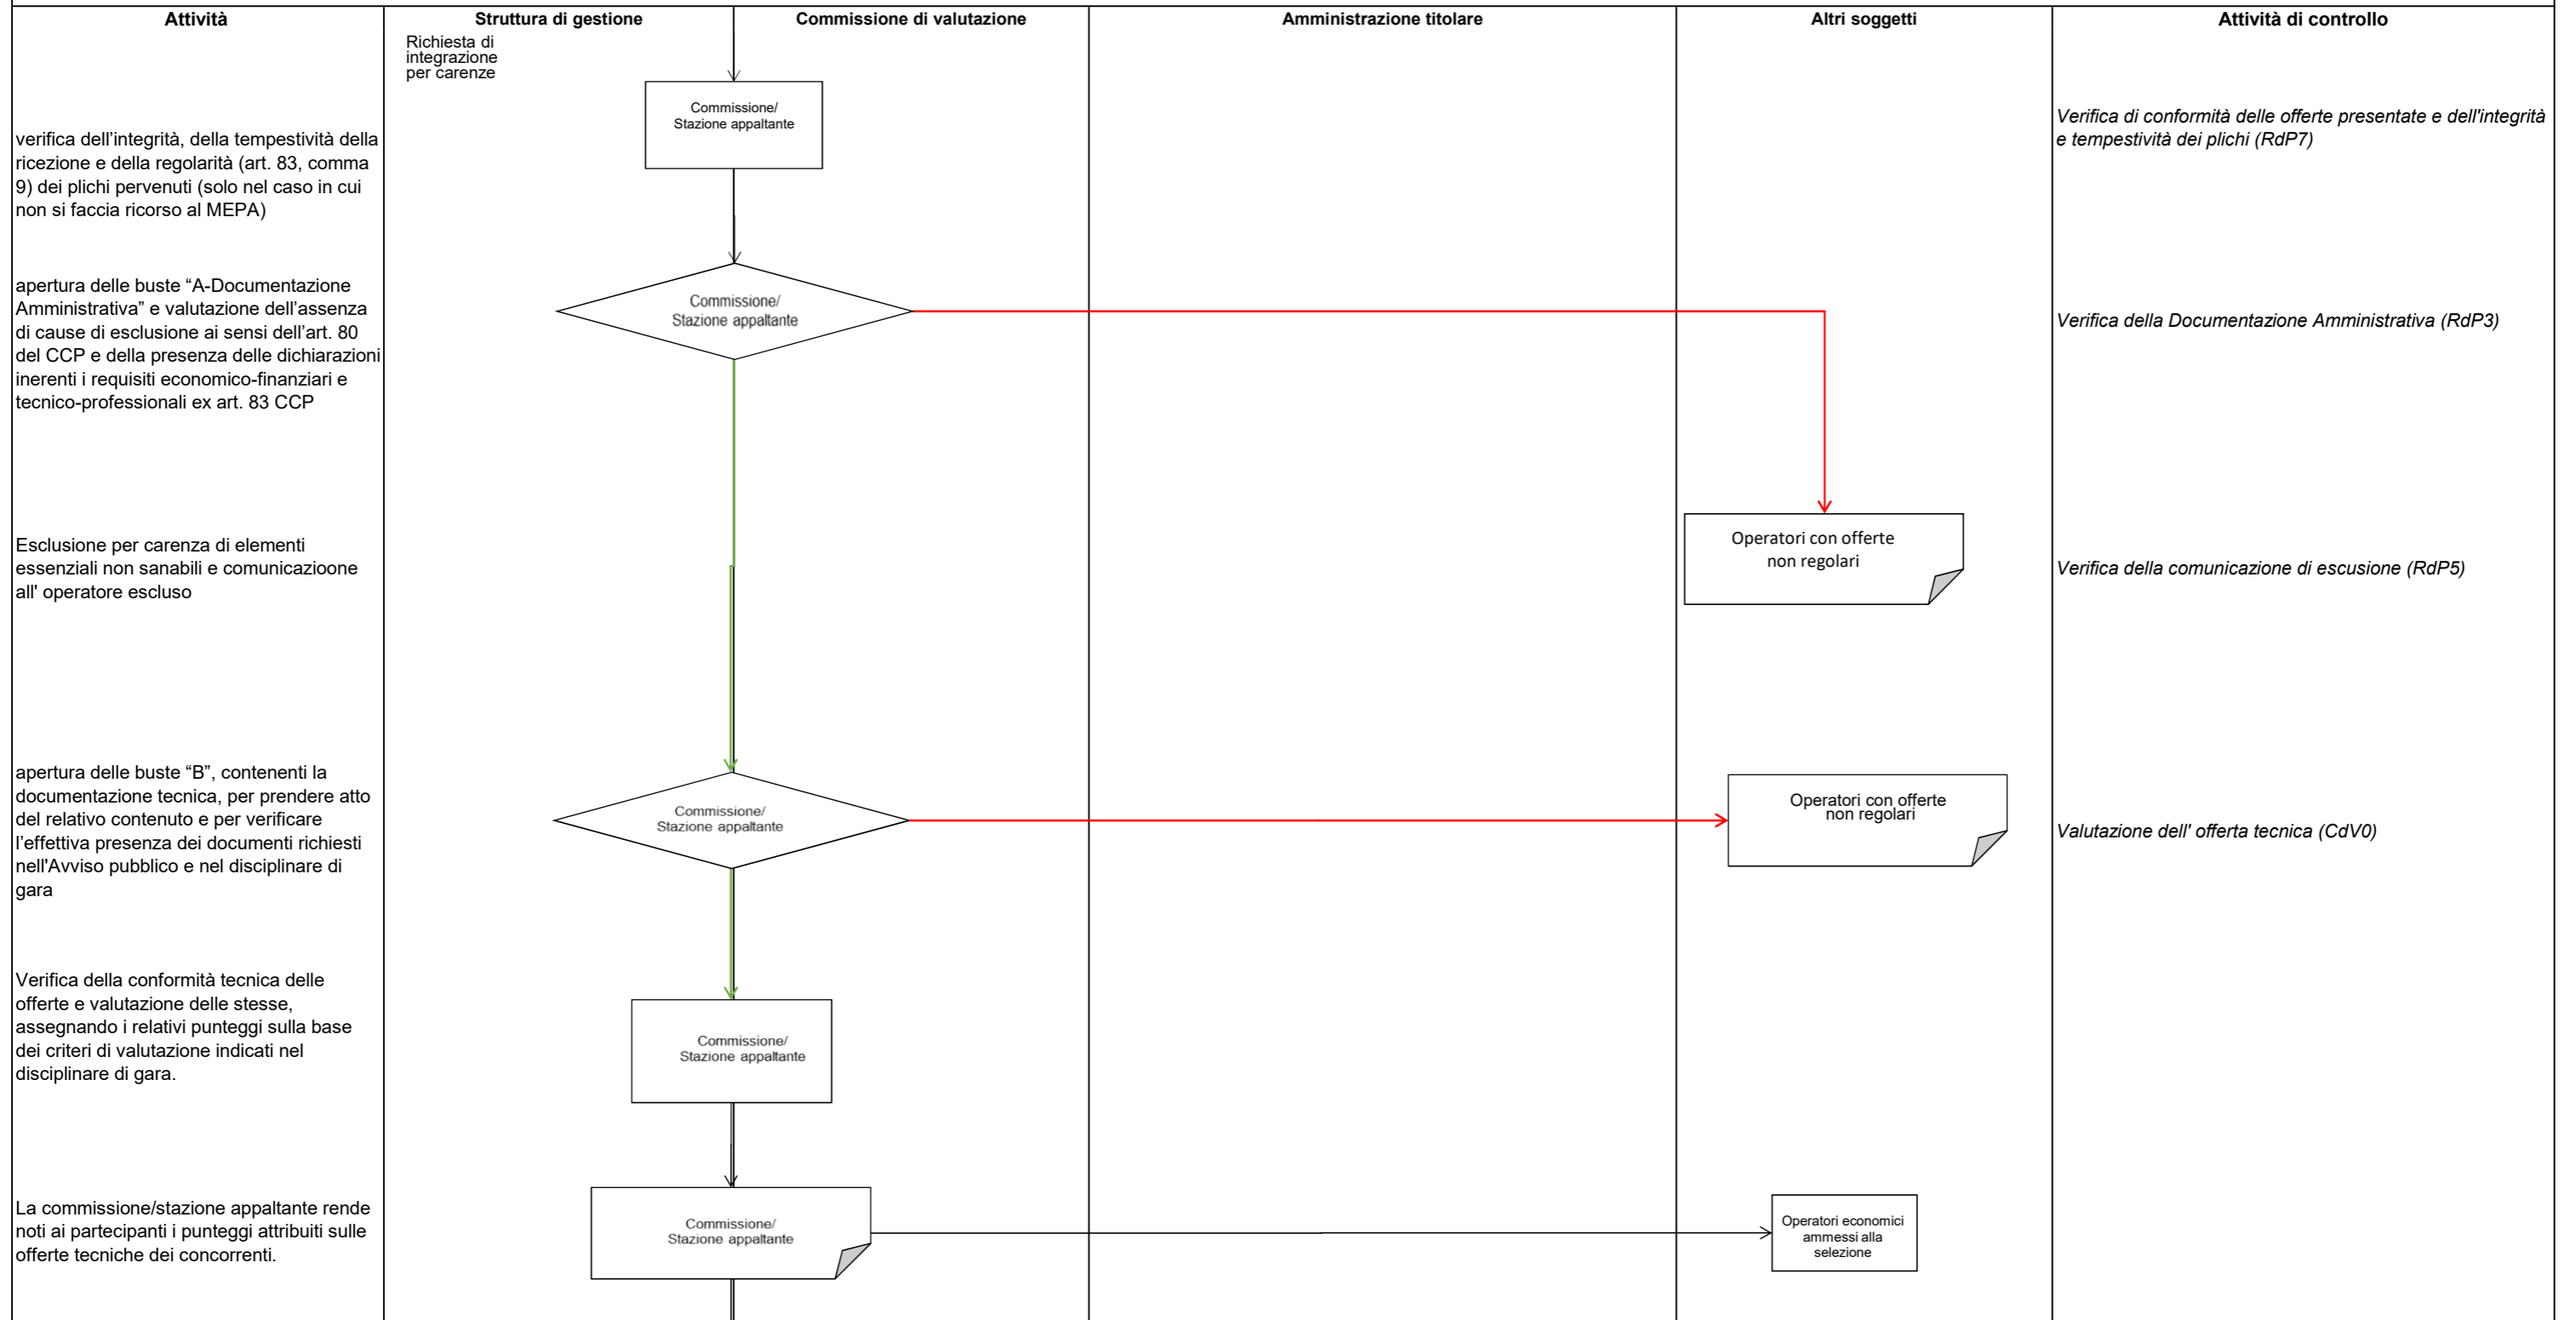 Attività
Struttura di gestione
Commissione di valutazione
Amministrazione titolare
Altri soggetti
Attività di controllo
Richiesta di
integrazione
per carenze
Commissione/
Stazione appaltante
verifica dell'integrità, della tempestività della
ricezione e della regolarità (art. 83, comma
9) dei plichi pervenuti (solo nel caso in cui
non si faccia ricorso al MEPA)
Verifica di conformità delle offerte presentate e dell'integrità
e tempestività dei plichi (RdP7)
apertura delle buste “A-Documentazione
Amministrativa” e valutazione dell’assenza
di cause di esclusione ai sensi dell’art. 80
del CCP e della presenza delle dichiarazioni
inerenti i requisiti economico-finanziari e
tecnico-professionali ex art. 83 CCP
Commissione/
Stazione appaltante
Verifica della Documentazione Amministrativa (RdP3)
Esclusione per carenza di elementi
essenziali non sanabili e comunicazioone
all' operatore escluso
Operatori con offerte
non regolari
Verifica della comunicazione di escusione (RdP5)
apertura delle buste “B”, contenenti la
documentazione tecnica, per prendere atto
del relativo contenuto e per verificare
l’effettiva presenza dei documenti richiesti
nell'Avviso pubblico e nel disciplinare di
gara
Commissione/
Stazione appaltante
Operatori con offerte
non regolari
Valutazione dell' offerta tecnica (CdV0)
Verifica della conformità tecnica delle
offerte e valutazione delle stesse,
assegnando i relativi punteggi sulla base
dei criteri di valutazione indicati nel
disciplinare di gara.
Commissione/
Stazione appaltante
La commissione/stazione appaltante rende
noti ai partecipanti i punteggi attribuiti sulle
offerte tecniche dei concorrenti.
Commissione/
Stazione appaltante
Operatori economici
ammessi alla
selezione